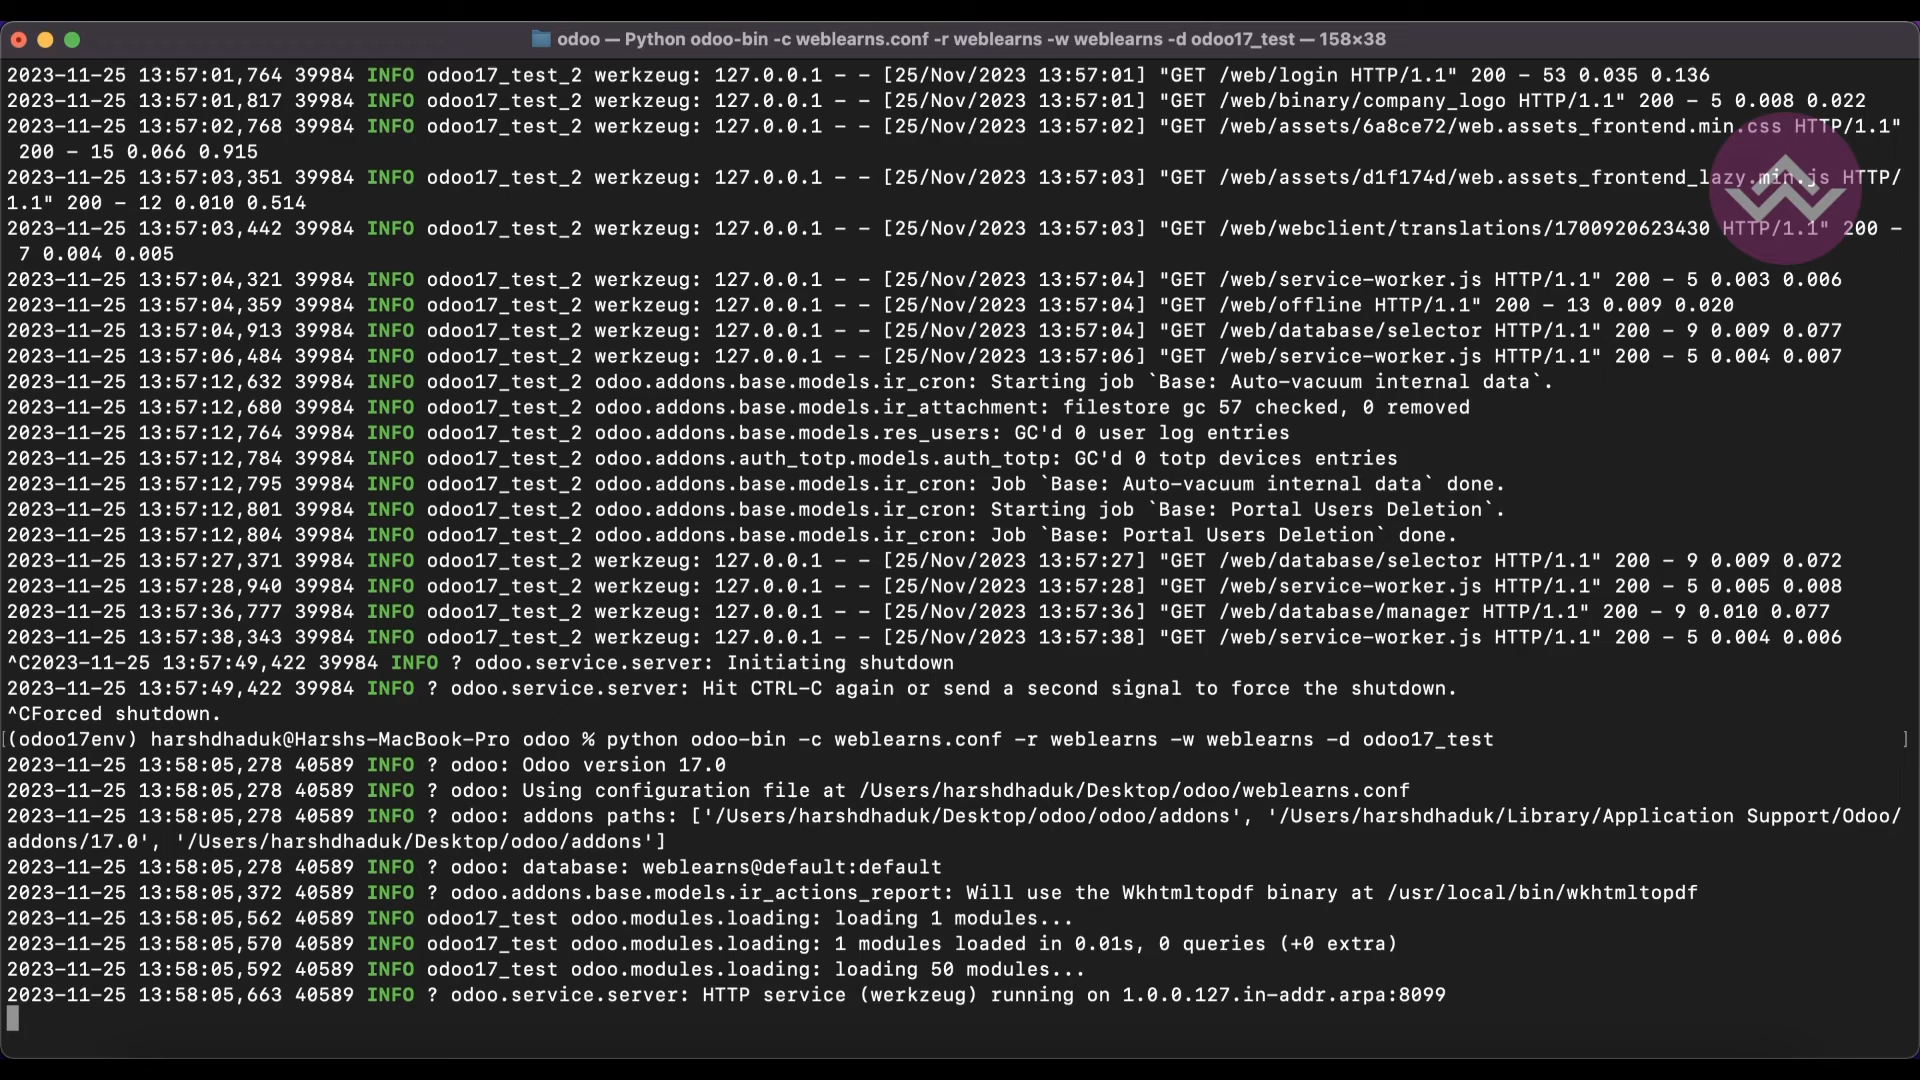 odoo — Python odoo-bin -c weblearns.conf -r weblearns -w weblearns -d odoo17_test — 158×38
2023-11-25 13:57:01,764 39984 INFO odoo17_test_2 werkzeug: 127.0.0.1 - - [25/Nov/2023 13:57:01] "GET /web/login HTTP/1.1" 200 - 53 0.035 0.136
2023-11-25 13:57:01,817 39984 INFO odoo17_test_2 werkzeug: 127.0.0.1 - - [25/Nov/2023 13:57:01] "GET /web/binary/company_logo HTTP/1.1" 200 - 5 0.008 0.022
2023-11-25 13:57:02,768 39984 INFO odoo17_test_2 werkzeug: 127.0.0.1 - - [25/Nov/2023 13:57:02] "GET /web/assets/6a8ce72/web.assets_frontend.min.css HTTP/1.1"
200 - 15 0.066 0.915
2023-11-25 13:57:03,351 39984 INFO odoo17_test_2 werkzeug: 127.0.0.1 - - [25/Nov/2023 13:57:03] "GET /web/assets/d1f174d/web.assets_frontend_lazy.min.js HTTP/
1.1" 200 - 12 0.010 0.514
2023-11-25 13:57:03,442 39984 INFO odoo17_test_2 werkzeug: 127.0.0.1 - - [25/Nov/2023 13:57:03] "GET /web/webclient/translations/1700920623430 HTTP/1.1" 200 -
7 0.004 0.005
2023-11-25 13:57:04,321 39984 INFO odoo17_test_2 werkzeug: 127.0.0.1 - - [25/Nov/2023 13:57:04] "GET /web/service-worker.js HTTP/1.1" 200 - 5 0.003 0.006
2023-11-25 13:57:04,359 39984 INFO odoo17_test_2 werkzeug: 127.0.0.1 - - [25/Nov/2023 13:57:04] "GET /web/offline HTTP/1.1" 200 - 13 0.009 0.020
2023-11-25 13:57:04,913 39984 INFO odoo17_test_2 werkzeug: 127.0.0.1 - - [25/Nov/2023 13:57:04] "GET /web/database/selector HTTP/1.1" 200 - 9 0.009 0.077
2023-11-25 13:57:06,484 39984 INFO odoo17_test_2 werkzeug: 127.0.0.1 - - [25/Nov/2023 13:57:06] "GET /web/service-worker.js HTTP/1.1" 200 - 5 0.004 0.007
2023-11-25 13:57:12,632 39984 INFO odoo17_test_2 odoo.addons.base.models.ir_cron: Starting job `Base: Auto-vacuum internal data`.
2023-11-25 13:57:12,680 39984 INFO odoo17_test_2 odoo.addons.base.models.ir_attachment: filestore gc 57 checked, 0 removed
2023-11-25 13:57:12,764 39984 INFO odoo17_test_2 odoo.addons.base.models.res_users: GC'd 0 user log entries
2023-11-25 13:57:12,784 39984 INFO odoo17_test_2 odoo.addons.auth_totp.models.auth_totp: GC'd 0 totp devices entries
2023-11-25 13:57:12,795 39984 INFO odoo17_test_2 odoo.addons.base.models.ir_cron: Job `Base: Auto-vacuum internal data` done.
2023-11-25 13:57:12,801 39984 INFO odoo17_test_2 odoo.addons.base.models.ir_cron: Starting job `Base: Portal Users Deletion`.
2023-11-25 13:57:12,804 39984 INFO odoo17_test_2 odoo.addons.base.models.ir_cron: Job `Base: Portal Users Deletion` done.
2023-11-25 13:57:27,371 39984 INFO odoo17_test_2 werkzeug: 127.0.0.1 - - [25/Nov/2023 13:57:27] "GET /web/database/selector HTTP/1.1" 200 - 9 0.009 0.072
2023-11-25 13:57:28,940 39984 INFO odoo17_test_2 werkzeug: 127.0.0.1 - - [25/Nov/2023 13:57:28] "GET /web/service-worker.js HTTP/1.1" 200 - 5 0.005 0.008
2023-11-25 13:57:36,777 39984 INFO odoo17_test_2 werkzeug: 127.0.0.1 - - [25/Nov/2023 13:57:36] "GET /web/database/manager HTTP/1.1" 200 - 9 0.010 0.077
2023-11-25 13:57:38,343 39984 INFO odoo17_test_2 werkzeug: 127.0.0.1 - - [25/Nov/2023 13:57:38] "GET /web/service-worker.js HTTP/1.1" 200 - 5 0.004 0.006
^C2023-11-25 13:57:49,422 39984 INFO ? odoo.service.server: Initiating shutdown
2023-11-25 13:57:49,422 39984 INFO ? odoo.service.server: Hit CTRL-C again or send a second signal to force the shutdown.
^CForced shutdown.
[(odoo17env) harshdhaduk@Harshs-MacBook-Pro odoo % python odoo-bin -c weblearns.conf -r weblearns -w weblearns -d odoo17_test ]
2023-11-25 13:58:05,278 40589 INFO ? odoo: Odoo version 17.0
2023-11-25 13:58:05,278 40589 INFO ? odoo: Using configuration file at /Users/harshdhaduk/Desktop/odoo/weblearns.conf
2023-11-25 13:58:05,278 40589 INFO ? odoo: addons paths: ['/Users/harshdhaduk/Desktop/odoo/odoo/addons', '/Users/harshdhaduk/Library/Application Support/Odoo/
addons/17.0', '/Users/harshdhaduk/Desktop/odoo/addons']
2023-11-25 13:58:05,278 40589 INFO ? odoo: database: weblearns@default:default
2023-11-25 13:58:05,372 40589 INFO ? odoo.addons.base.models.ir_actions_report: Will use the Wkhtmltopdf binary at /usr/local/bin/wkhtmltopdf
2023-11-25 13:58:05,562 40589 INFO odoo17_test odoo.modules.loading: loading 1 modules...
2023-11-25 13:58:05,570 40589 INFO odoo17_test odoo.modules.loading: 1 modules loaded in 0.01s, 0 queries (+0 extra)
2023-11-25 13:58:05,592 40589 INFO odoo17_test odoo.modules.loading: loading 50 modules...
2023-11-25 13:58:05,663 40589 INFO ? odoo.service.server: HTTP service (werkzeug) running on 1.0.0.127.in-addr.arpa:8099